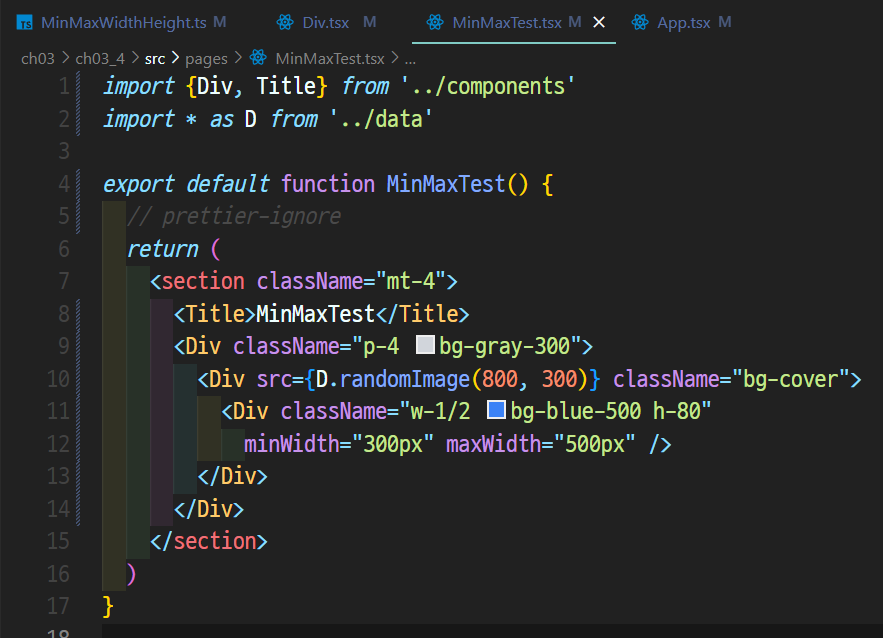 TS MinMaxWidthHeight.ts M Div.tsx M MinMaxTest.tsx M × App.tsx M
ch03 > ch03_4 > src > pages > MinMaxTest.tsx > ...
1 import {Div, Title} from '../components'
2 import * as D from '../data'
3
4 export default function MinMaxTest() {
5 // prettier-ignore
6 return (
7 <section className="mt-4">
8 <Title>MinMaxTest</Title>
9 <Div className="p-4 bg-gray-300">
10 <Div src={D.randomImage(800, 300)} className="bg-cover">
11 <Div className="w-1/2 bg-blue-500 h-80"
12 minWidth="300px" maxWidth="500px" />
13 </Div>
14 </Div>
15 </section>
16 )
17 }
18